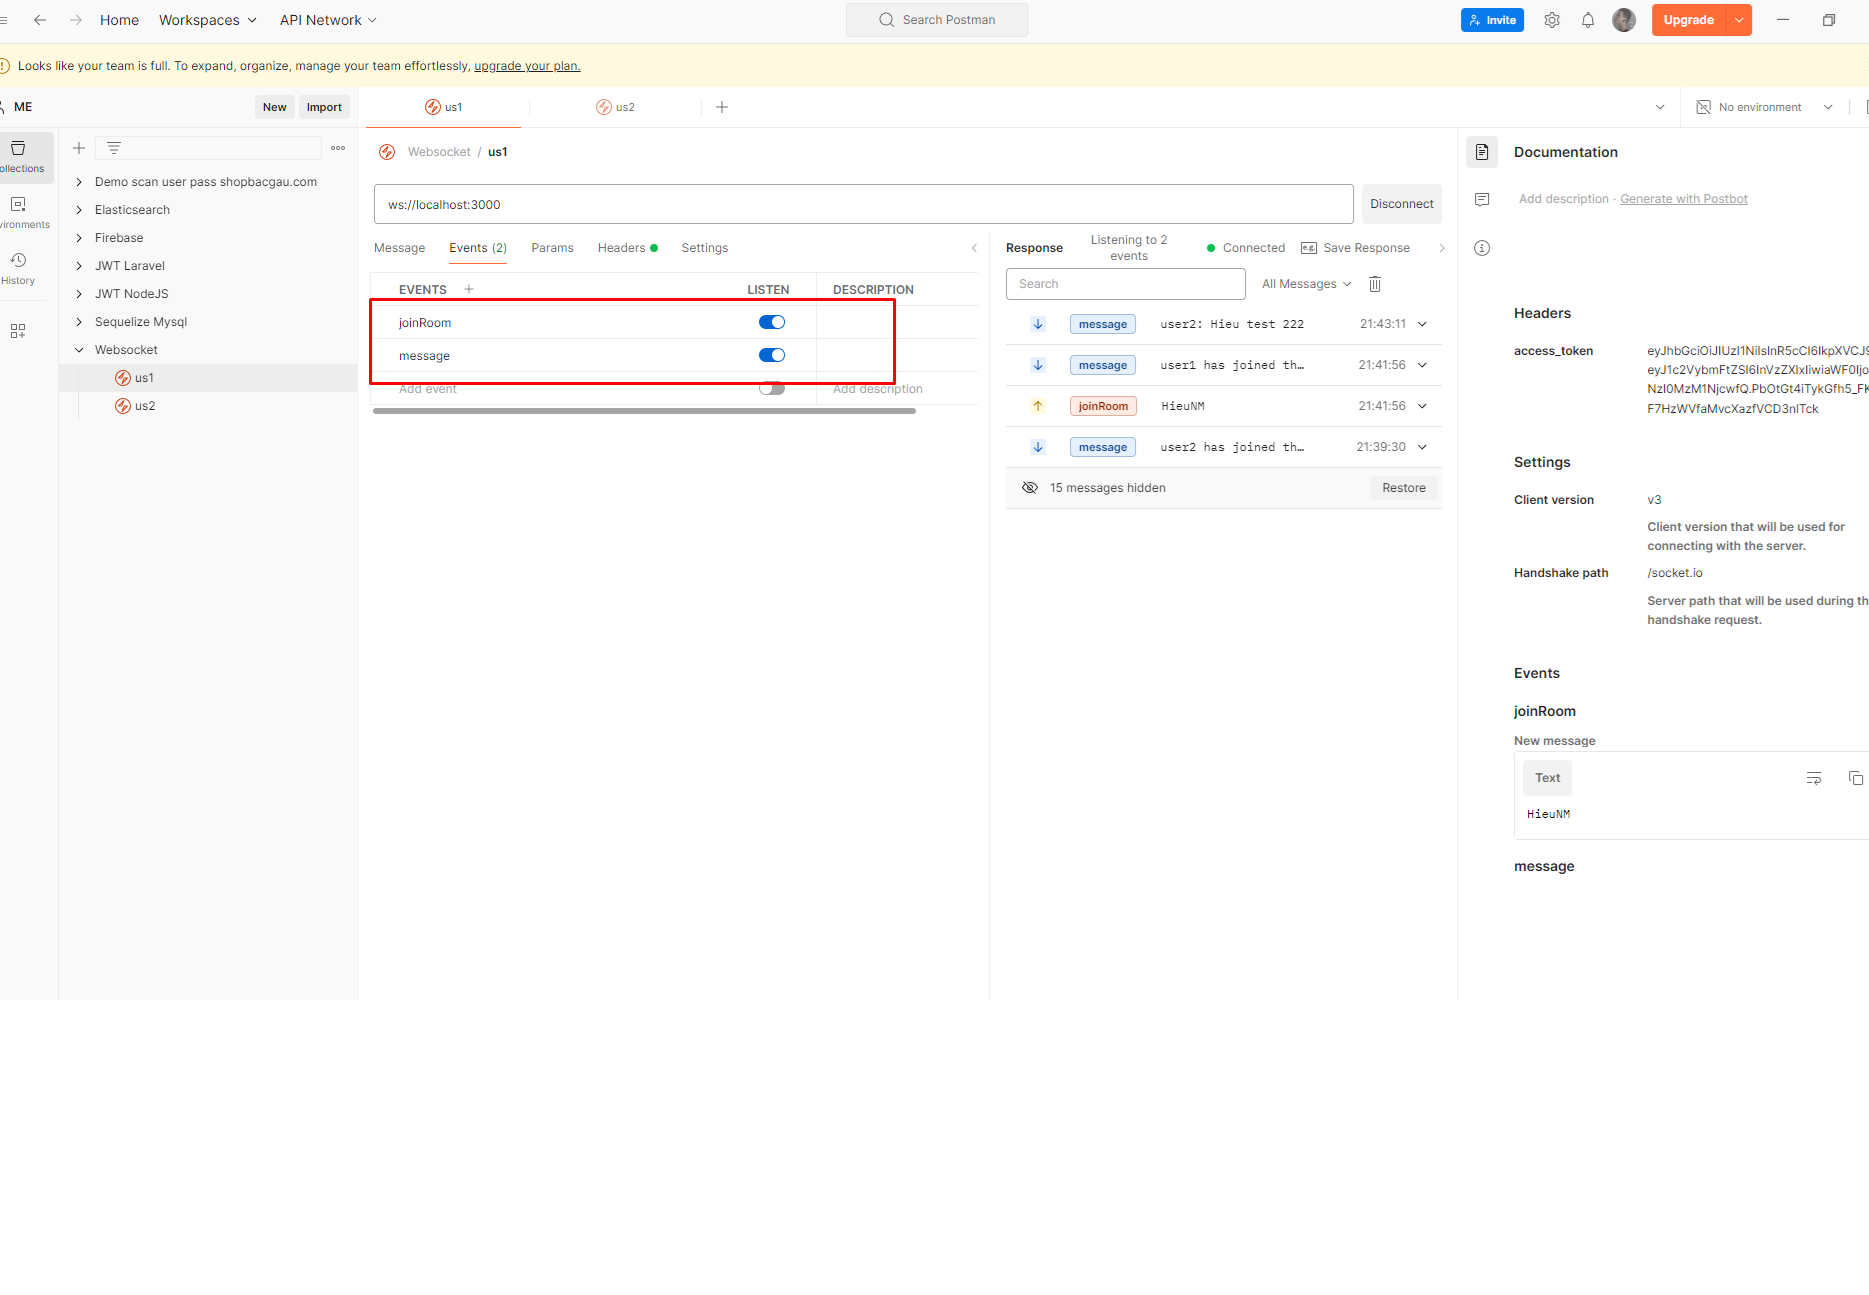 Home Workspaces API Network Search Postman Invite Upgrade
Looks like your team is full. To expand, organize, manage your team effortlessly, upgrade your plan.
ME New Import us1 us2 No environment
ollections
vironments
History
Demo scan user pass shopbacgau.com
Elasticsearch
Firebase
JWT Laravel
JWT NodeJS
Sequelize Mysql
Websocket
us1
us2
Websocket / us1
ws://localhost:3000 Disconnect
Message Events (2) Params Headers Settings
EVENTS + LISTEN DESCRIPTION
joinRoom
message
Add event Add description
Response Listening to 2 events Connected Save Response
Search All Messages
message user2: Hieu test 222 21:43:11
message user1 has joined th… 21:41:56
joinRoom HieuNM 21:41:56
message user2 has joined th… 21:39:30
15 messages hidden Restore
Documentation
Add description · Generate with Postbot
Headers
access_token
Settings
Client version v3
Client version that will be used for
connecting with the server.
Handshake path /socket.io
Server path that will be used during th
handshake request.
Events
joinRoom
New message
Text
HieuNM
message